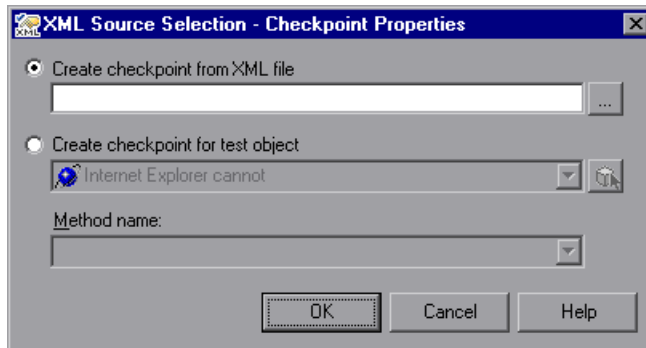 XML Source Selection - Checkpoint Properties
XML
Create checkpoint from XML file
...
Create checkpoint for test object
Internet Explorer cannot
Method name:
OK
Cancel
Help